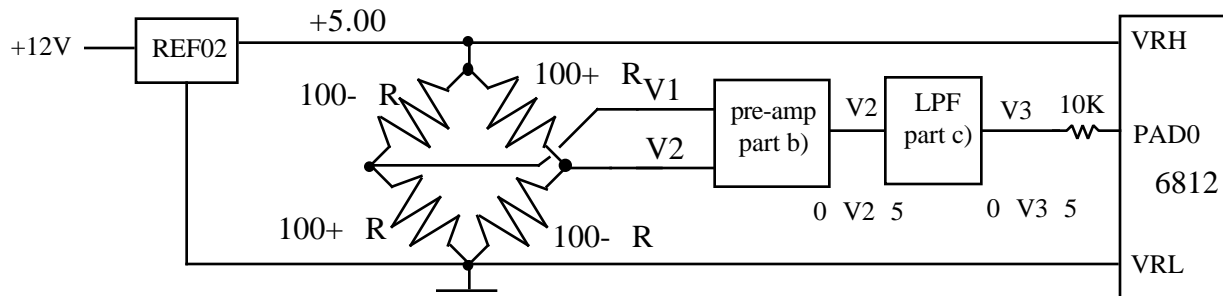 +12V
REF02
+5.00
100- R
100+ R
V1
V2
100+ R
100- R
pre-amp
part b)
V2
0 V2 5
LPF
part c)
V3
0 V3 5
10K
VRH
PAD0
6812
VRL